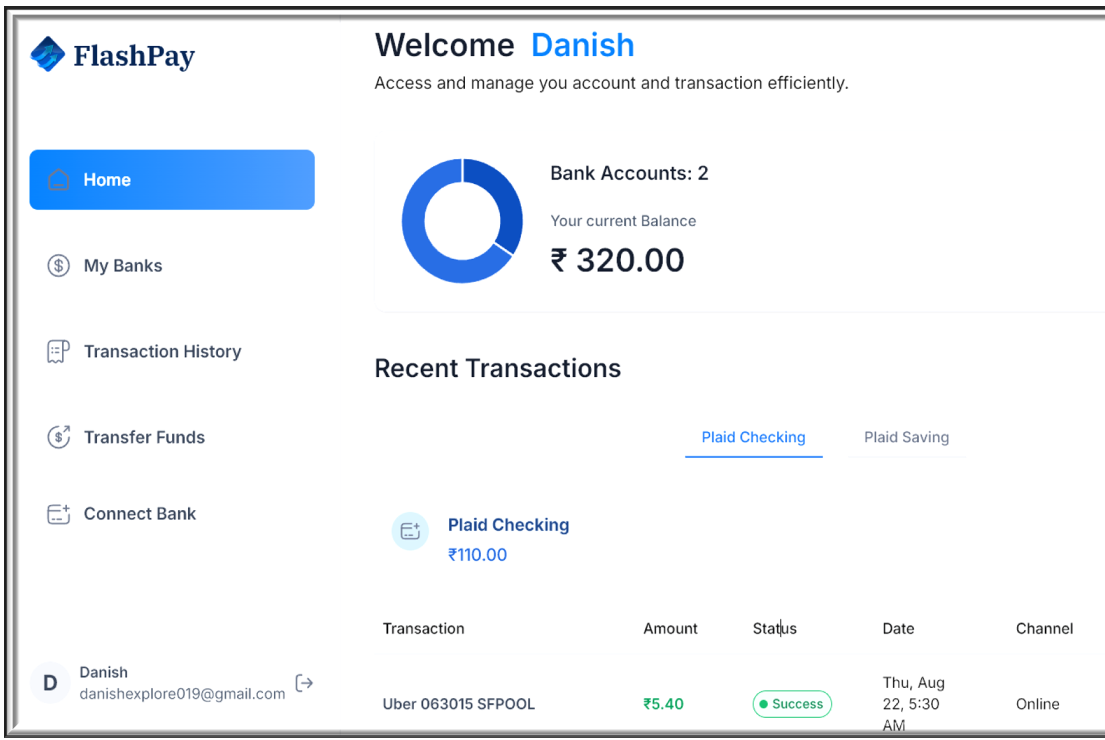 FlashPay
Home
My Banks
Transaction History
Transfer Funds
Connect Bank
D
Danish
danishexplore019@gmail.com
Welcome Danish
Access and manage you account and transaction efficiently.
Bank Accounts: 2
Your current Balance
₹ 320.00
Recent Transactions
Plaid Checking Plaid Saving
Plaid Checking
₹110.00
Transaction Amount Status Date Channel
Uber 063015 SFPOOL ₹5.40 Success Thu, Aug
22, 5:30
AM Online